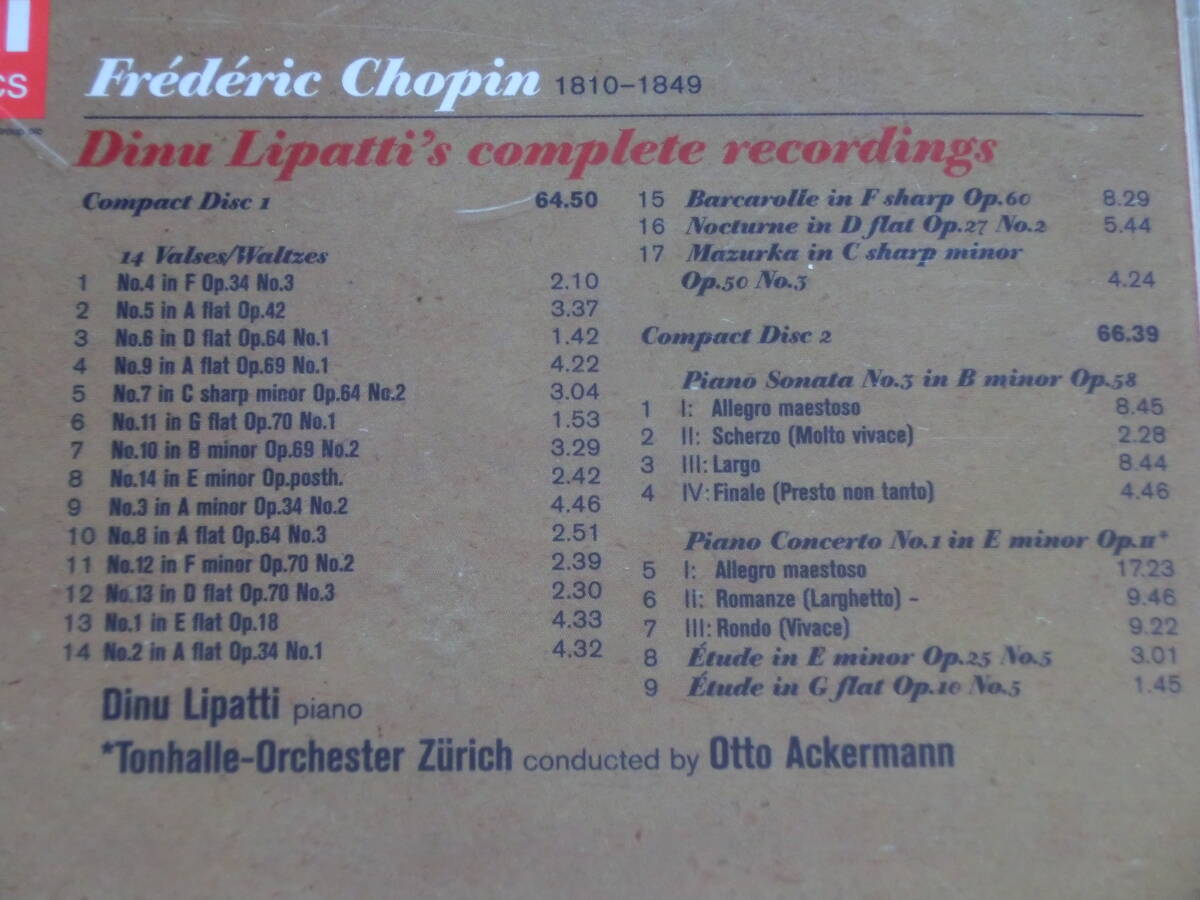 CS
Frédéric Chopin 1810–1849
Dinu Lipatti's complete recordings
Compact Disc 1 64.50
14 Valses/Waltzes
1 No.4 in F Op.34 No.3 2.10
2 No.5 in A flat Op.42 3.37
3 No.6 in D flat Op.64 No.1 1.42
4 No.9 in A flat Op.69 No.1 4.22
5 No.7 in C sharp minor Op.64 No.2 3.04
6 No.11 in G flat Op.70 No.1 1.53
7 No.10 in B minor Op.69 No.2 3.29
8 No.14 in E minor Op.posth. 2.42
9 No.3 in A minor Op.34 No.2 4.46
10 No.8 in A flat Op.64 No.3 2.51
11 No.12 in F minor Op.70 No.2 2.39
12 No.13 in D flat Op.70 No.3 2.30
13 No.1 in E flat Op.18 4.33
14 No.2 in A flat Op.34 No.1 4.32
15 Barcarolle in F sharp Op.60 8.29
16 Nocturne in D flat Op.27 No.2 5.44
17 Mazurka in C sharp minor
Op.50 No.3 4.24
Compact Disc 2 66.39
Piano Sonata No.3 in B minor Op.58
1 I: Allegro maestoso 8.45
2 II: Scherzo (Molto vivace) 2.28
3 III: Largo 8.44
4 IV: Finale (Presto non tanto) 4.46
Piano Concerto No.1 in E minor Op.11*
5 I: Allegro maestoso 17.23
6 II: Romanze (Larghetto) – 9.46
7 III: Rondo (Vivace) 9.22
8 Étude in E minor Op.25 No.5 3.01
9 Étude in G flat Op.10 No.5 1.45
Dinu Lipatti piano
*Tonhalle-Orchester Zürich conducted by Otto Ackermann